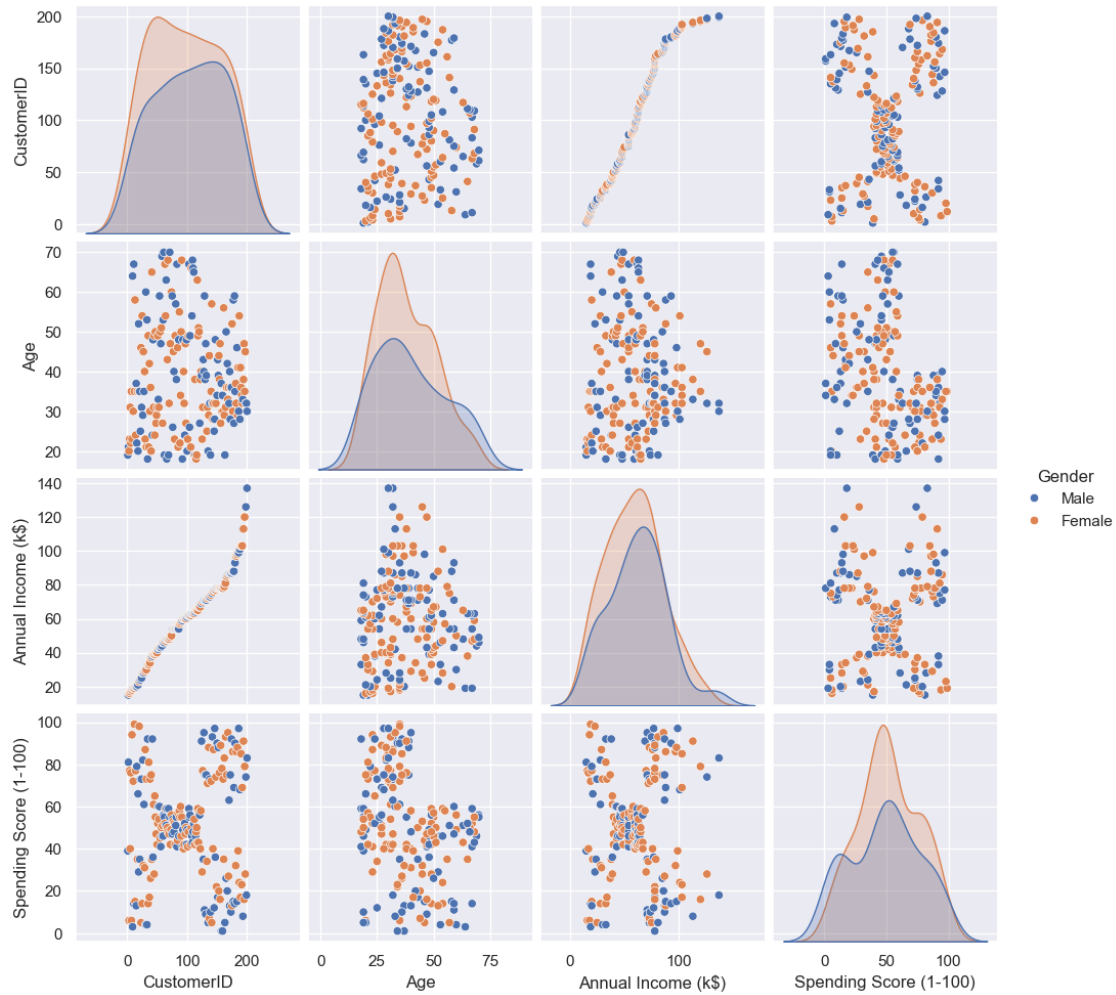 CustomerID
200
150
100
50
0
Age
70
60
50
40
30
20
Annual Income (k$)
140
120
100
80
60
40
20
Spending Score (1-100)
100
80
60
40
20
0
0 100 200
CustomerID
0 25 50 75
Age
0 100
Annual Income (k$)
0 50 100
Spending Score (1-100)
Gender
Male
Female